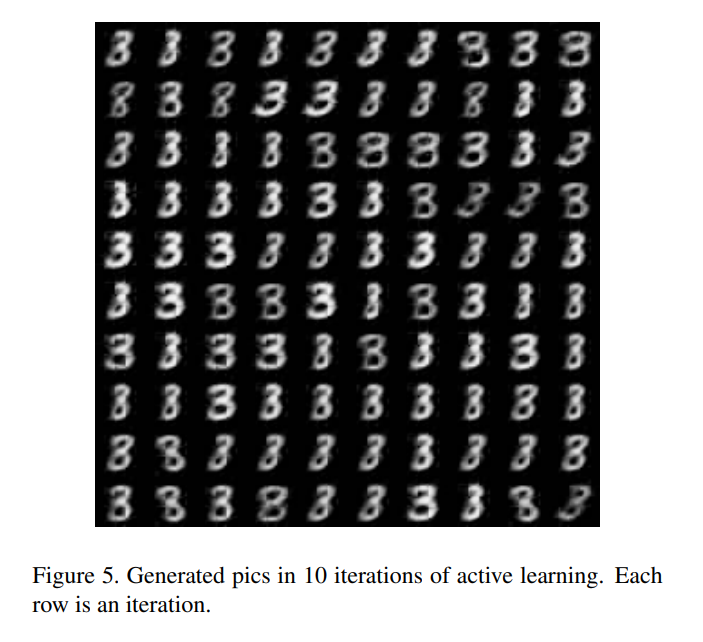 Figure 5. Generated pics in 10 iterations of active learning. Each
row is an iteration.